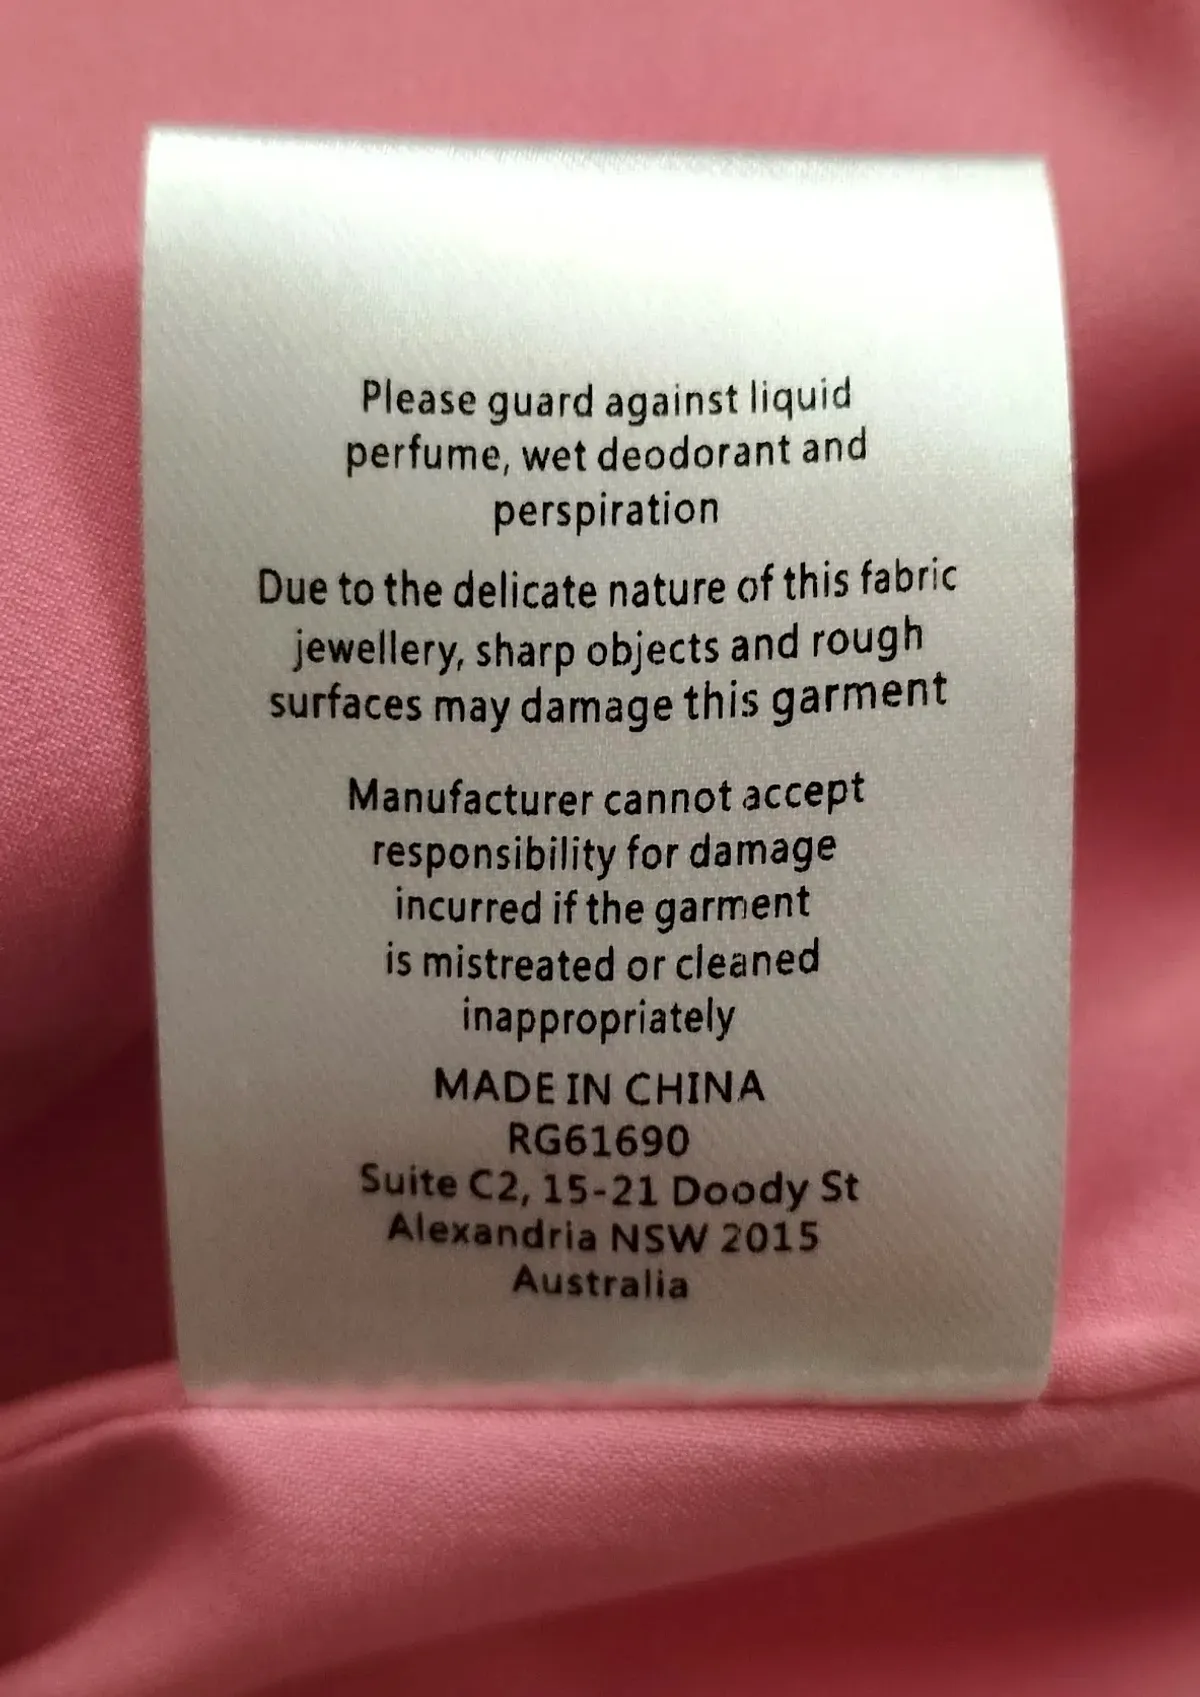 Please guard against liquid
perfume, wet deodorant and
perspiration
Due to the delicate nature of this fabric
jewellery, sharp objects and rough
surfaces may damage this garment
Manufacturer cannot accept
responsibility for damage
incurred if the garment
is mistreated or cleaned
inappropriately
MADE IN CHINA
RG61690
Suite C2, 15-21 Doody St
Alexandria NSW 2015
Australia